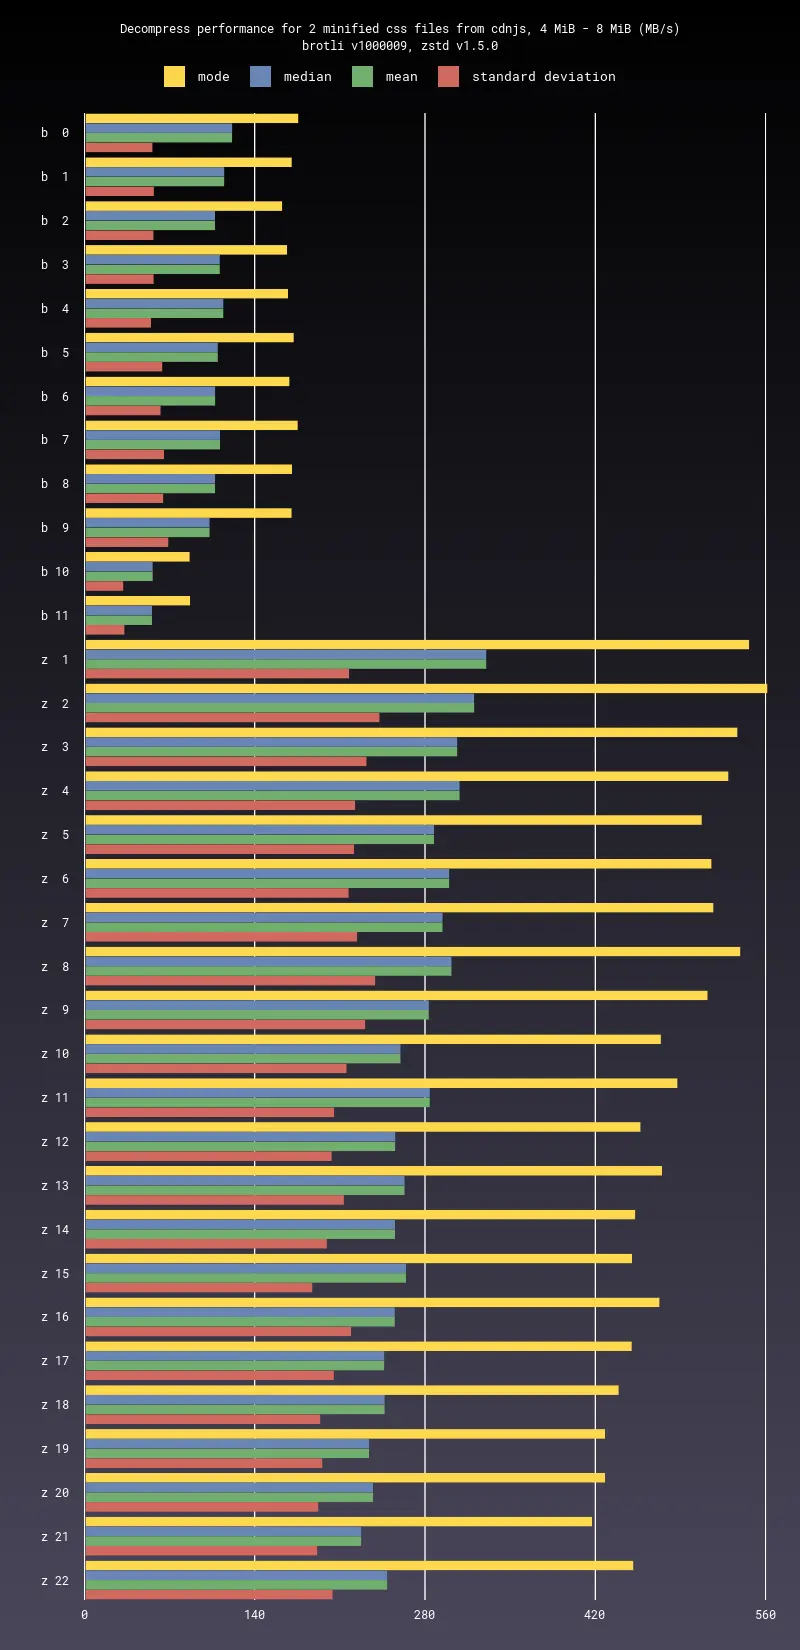 Decompress performance for 2 minified css files from cdnjs, 4 MiB - 8 MiB (MB/s)
brotli v1000009, zstd v1.5.0
mode median mean standard deviation
b 0
b 1
b 2
b 3
b 4
b 5
b 6
b 7
b 8
b 9
b 10
b 11
z 1
z 2
z 3
z 4
z 5
z 6
z 7
z 8
z 9
z 10
z 11
z 12
z 13
z 14
z 15
z 16
z 17
z 18
z 19
z 20
z 21
z 22
0 140 280 420 560